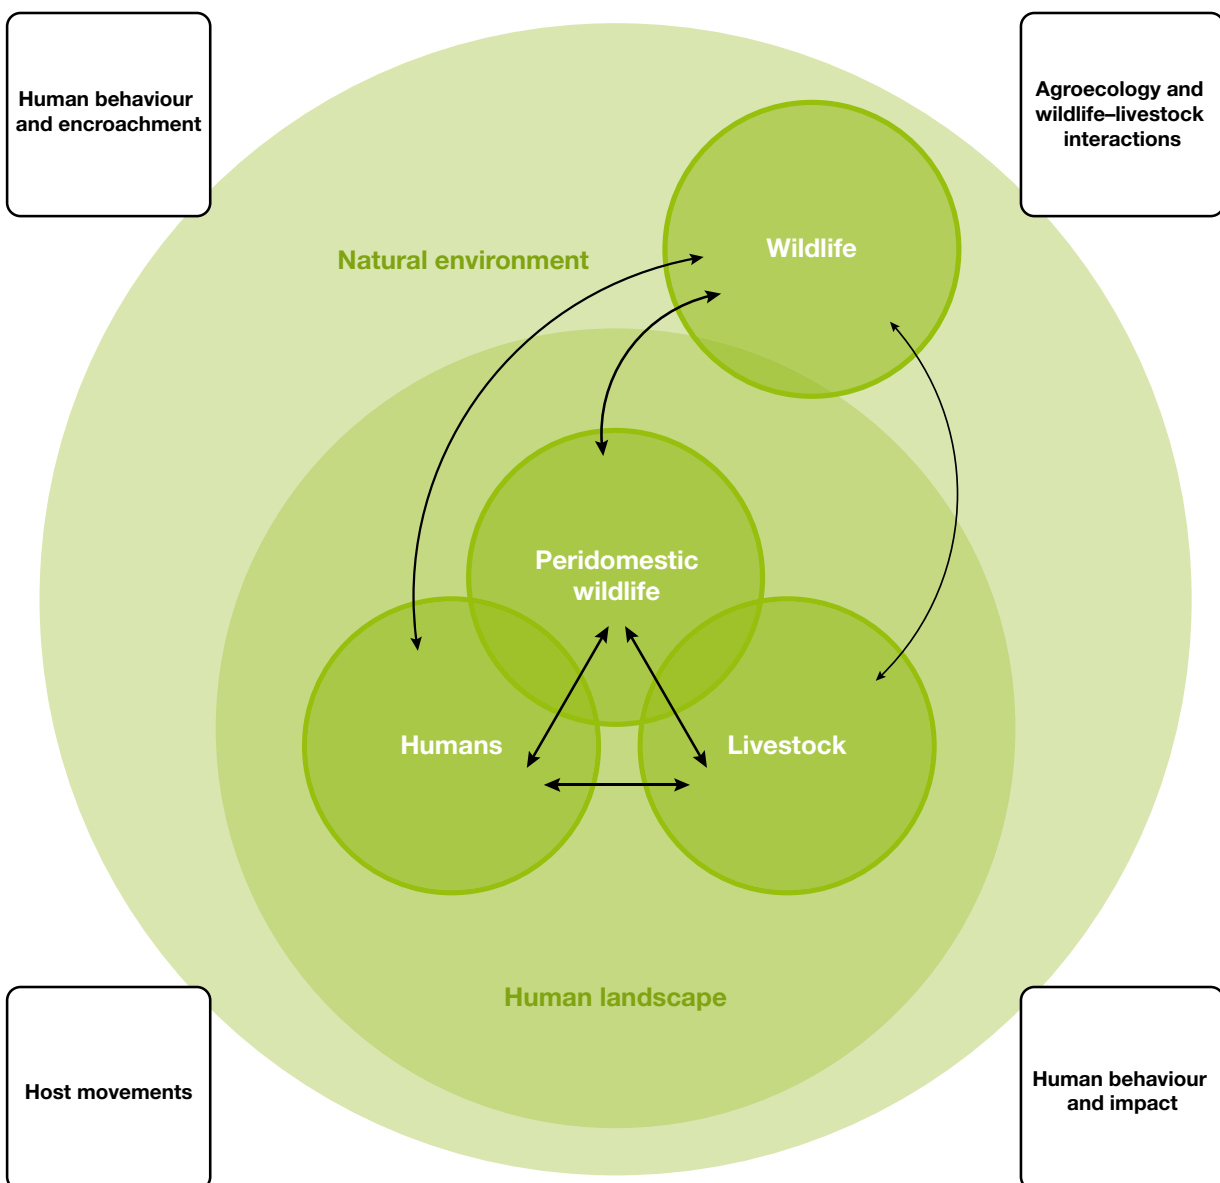 Human behaviour
and encroachment
Agroecology and
wildlife–livestock
interactions
Natural environment
Wildlife
Peridomestic
wildlife
Humans
Livestock
Human landscape
Host movements
Human behaviour
and impact